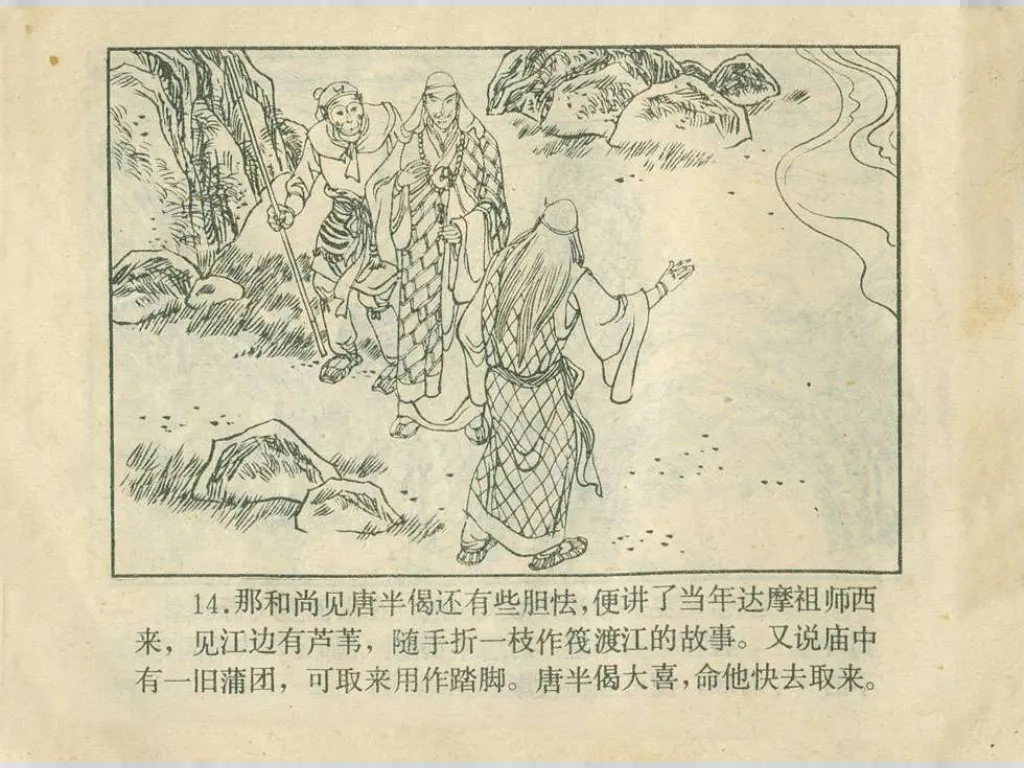 14.那和尚见唐半偈还有些胆怯,便讲了当年达摩祖师西
来，见江边有芦苇，随手折一枝作筏渡江的故事。又说庙中
有一旧蒲团，可取来用作踏脚。唐半偈大喜,命他快去取来。